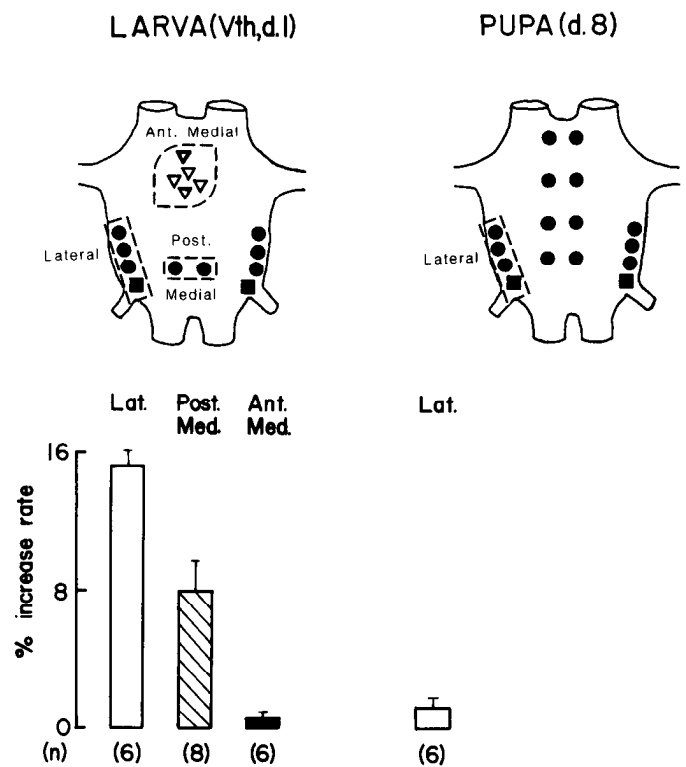 LARVA (Vth,d.1) PUPA (d.8)
Ant. Medial
Post.
Lateral
Medial
Lateral
Lat. Post. Med. Ant. Med. Lat.
16
8
0
% increase rate
(n) (6) (8) (6) (6)